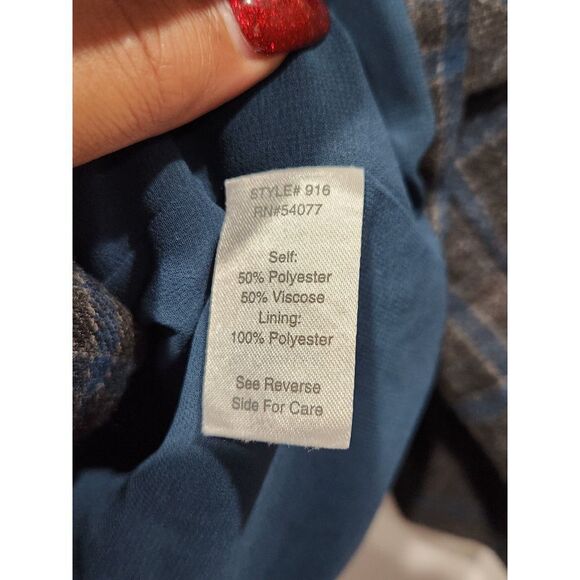 STYLE# 916
RN#54077
Self:
50% Polyester
50% Viscose
Lining:
100% Polyester
See Reverse
Side For Care